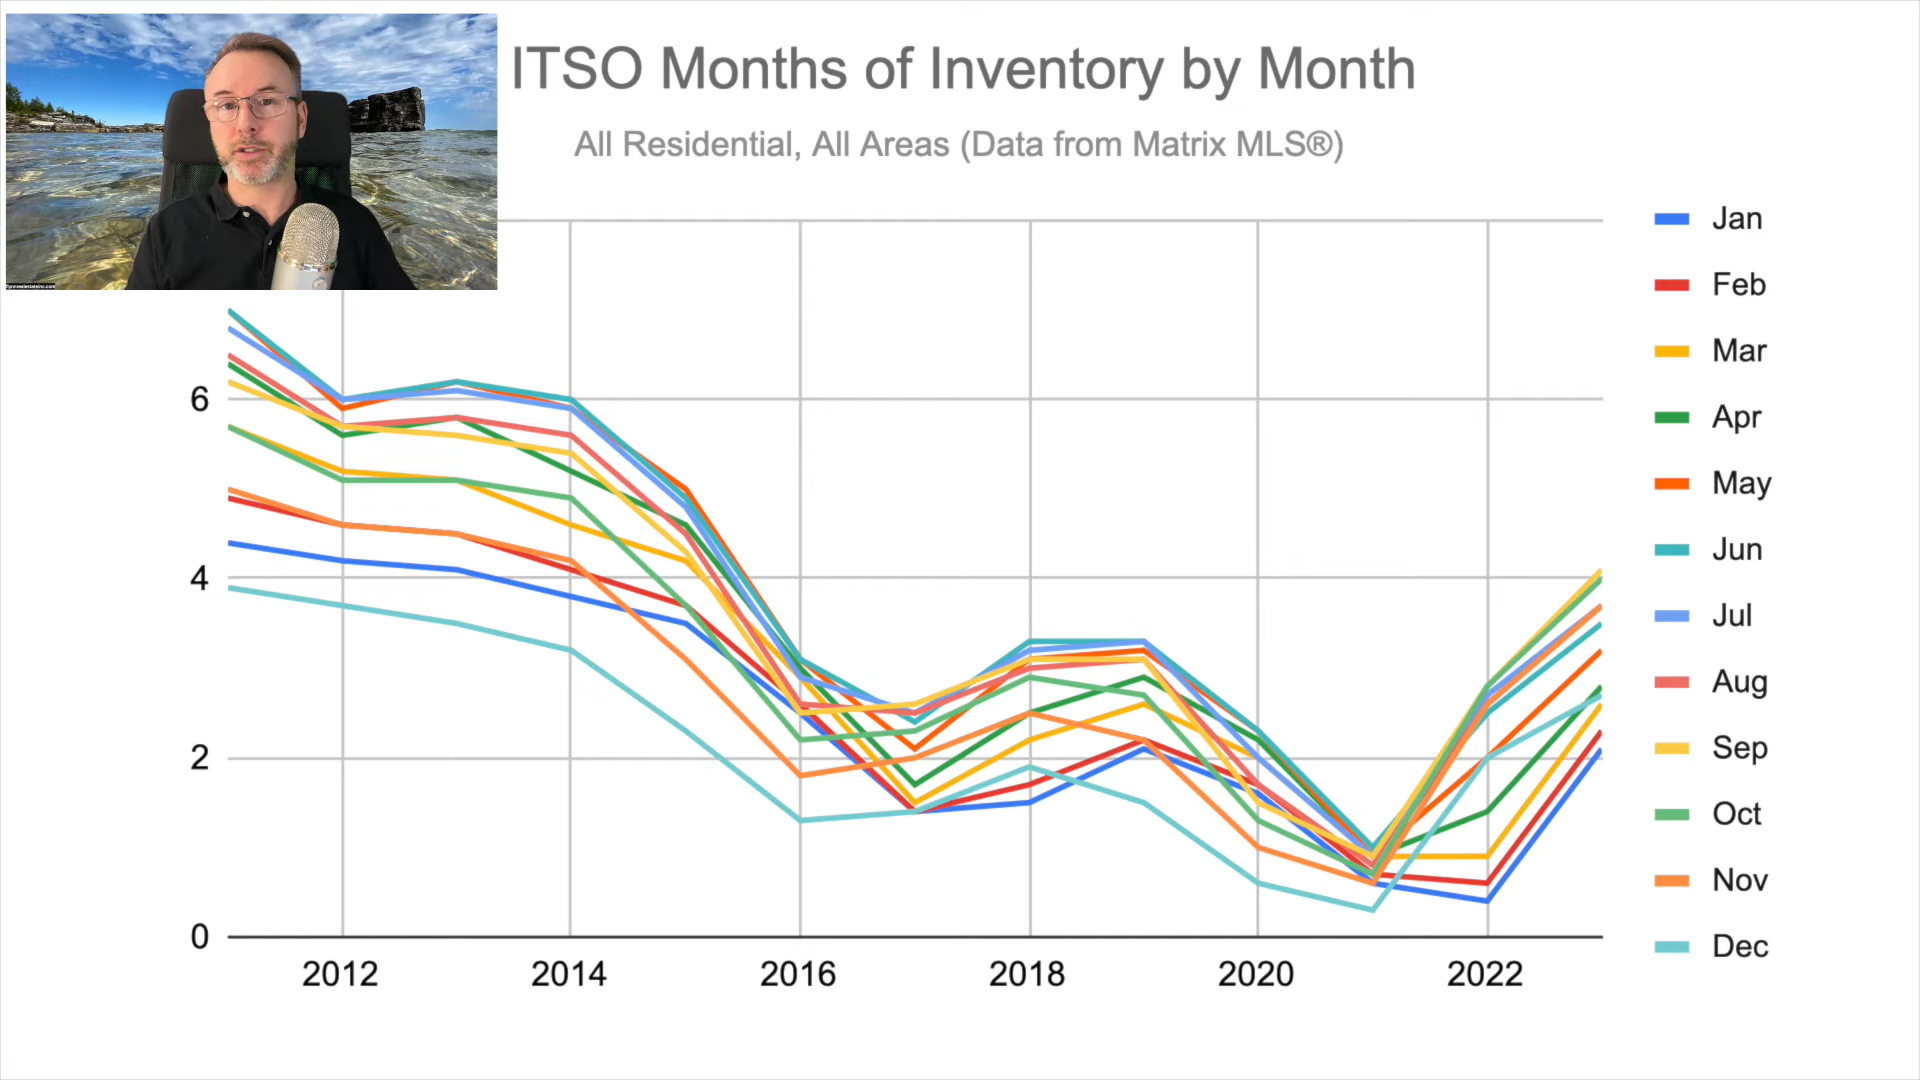 ITSO Months of Inventory by Month
All Residential, All Areas (Data from Matrix MLS®)
Jan
Feb
Mar
Apr
May
Jun
Jul
Aug
Sep
Oct
Nov
Dec
6
4
2
0
2012
2014
2016
2018
2020
2022